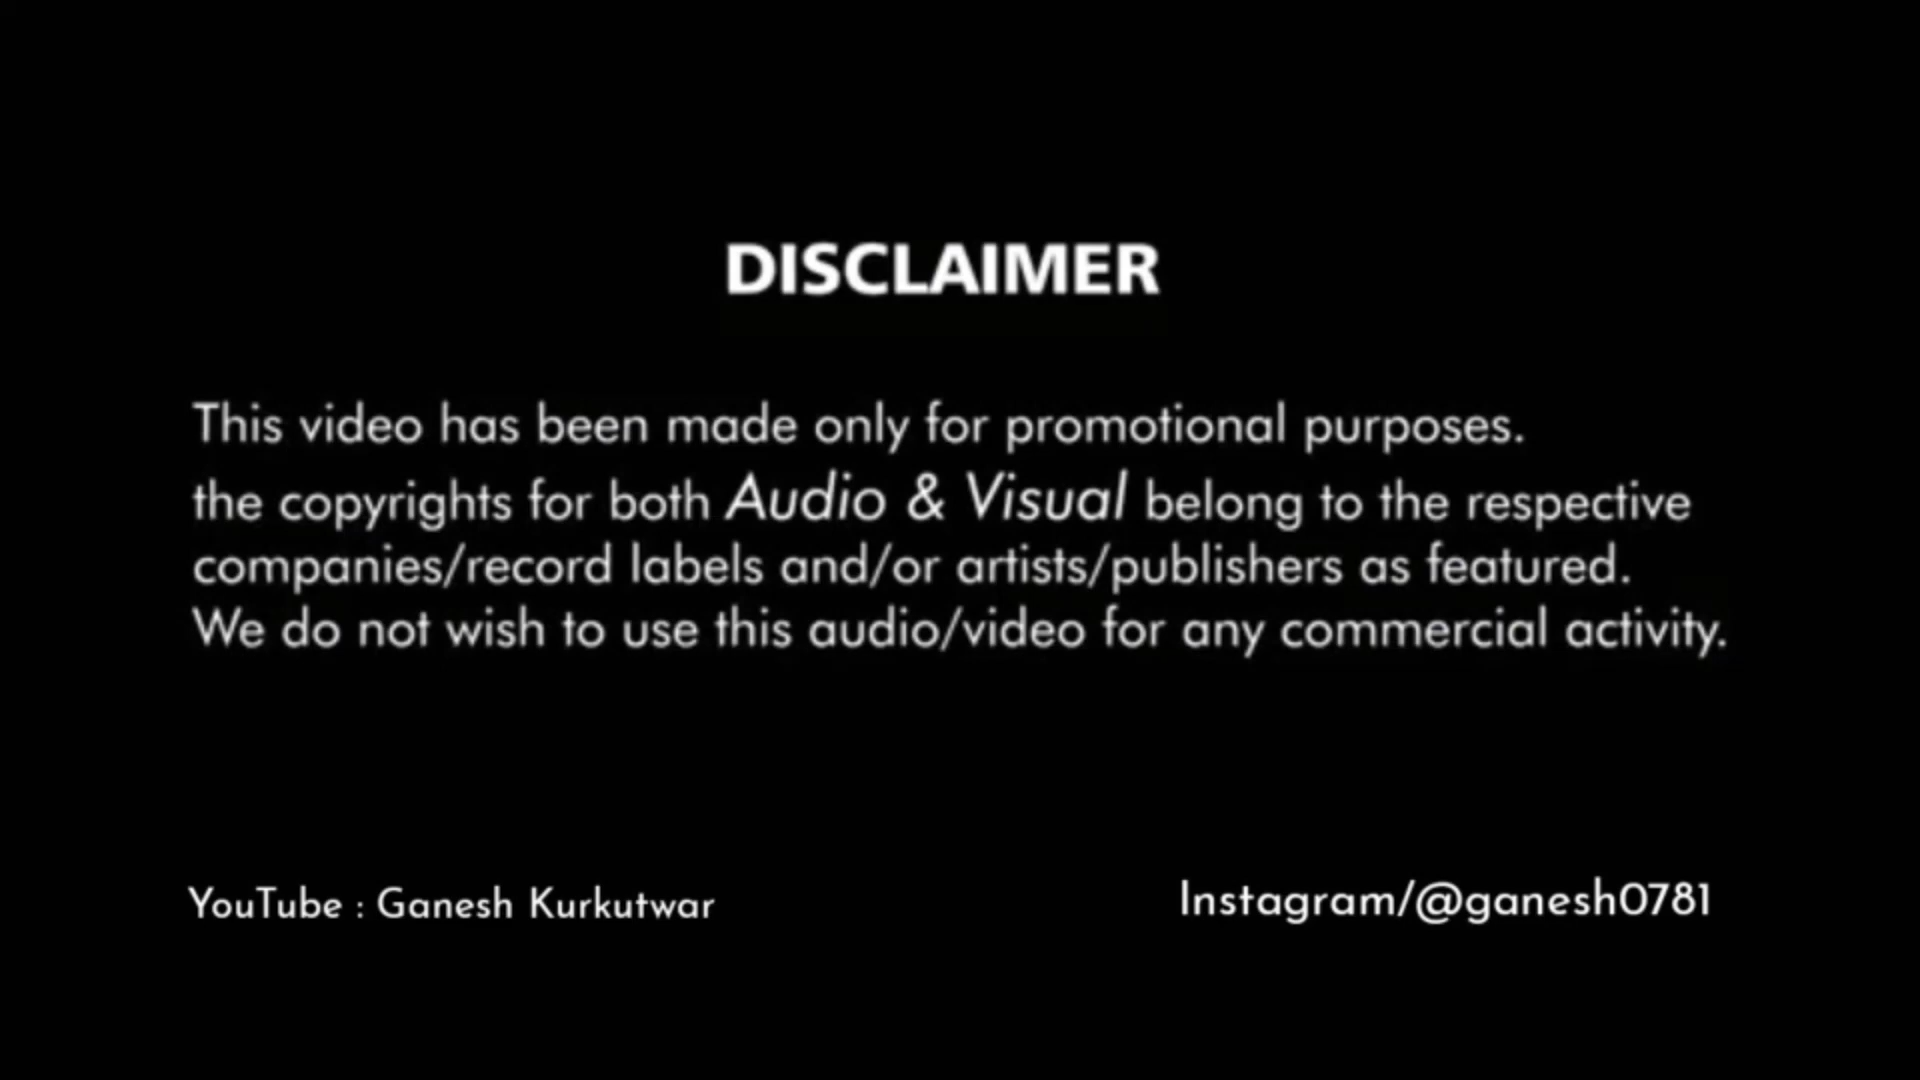 DISCLAIMER
This video has been made only for promotional purposes.
the copyrights for both Audio & Visual belong to the respective
companies/record labels and/or artists/publishers as featured.
We do not wish to use this audio/video for any commercial activity.
YouTube : Ganesh Kurkutwar
Instagram/@ganesh0781